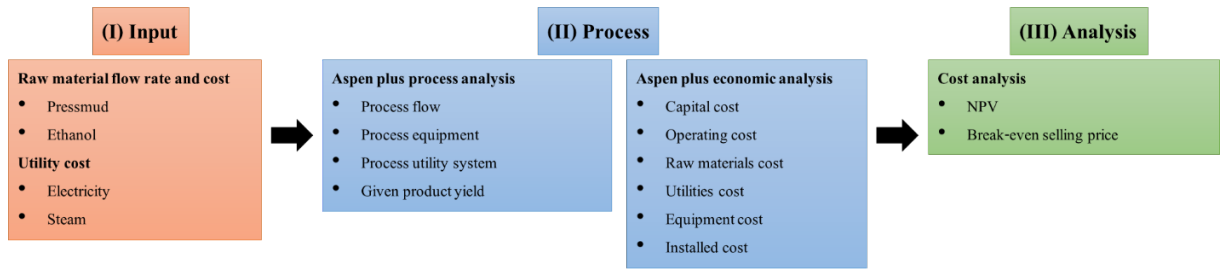 (I) Input
Raw material flow rate and cost
• Pressmud
• Ethanol
Utility cost
• Electricity
• Steam
(II) Process
Aspen plus process analysis
• Process flow
• Process equipment
• Process utility system
• Given product yield
Aspen plus economic analysis
• Capital cost
• Operating cost
• Raw materials cost
• Utilities cost
• Equipment cost
• Installed cost
(III) Analysis
Cost analysis
• NPV
• Break-even selling price